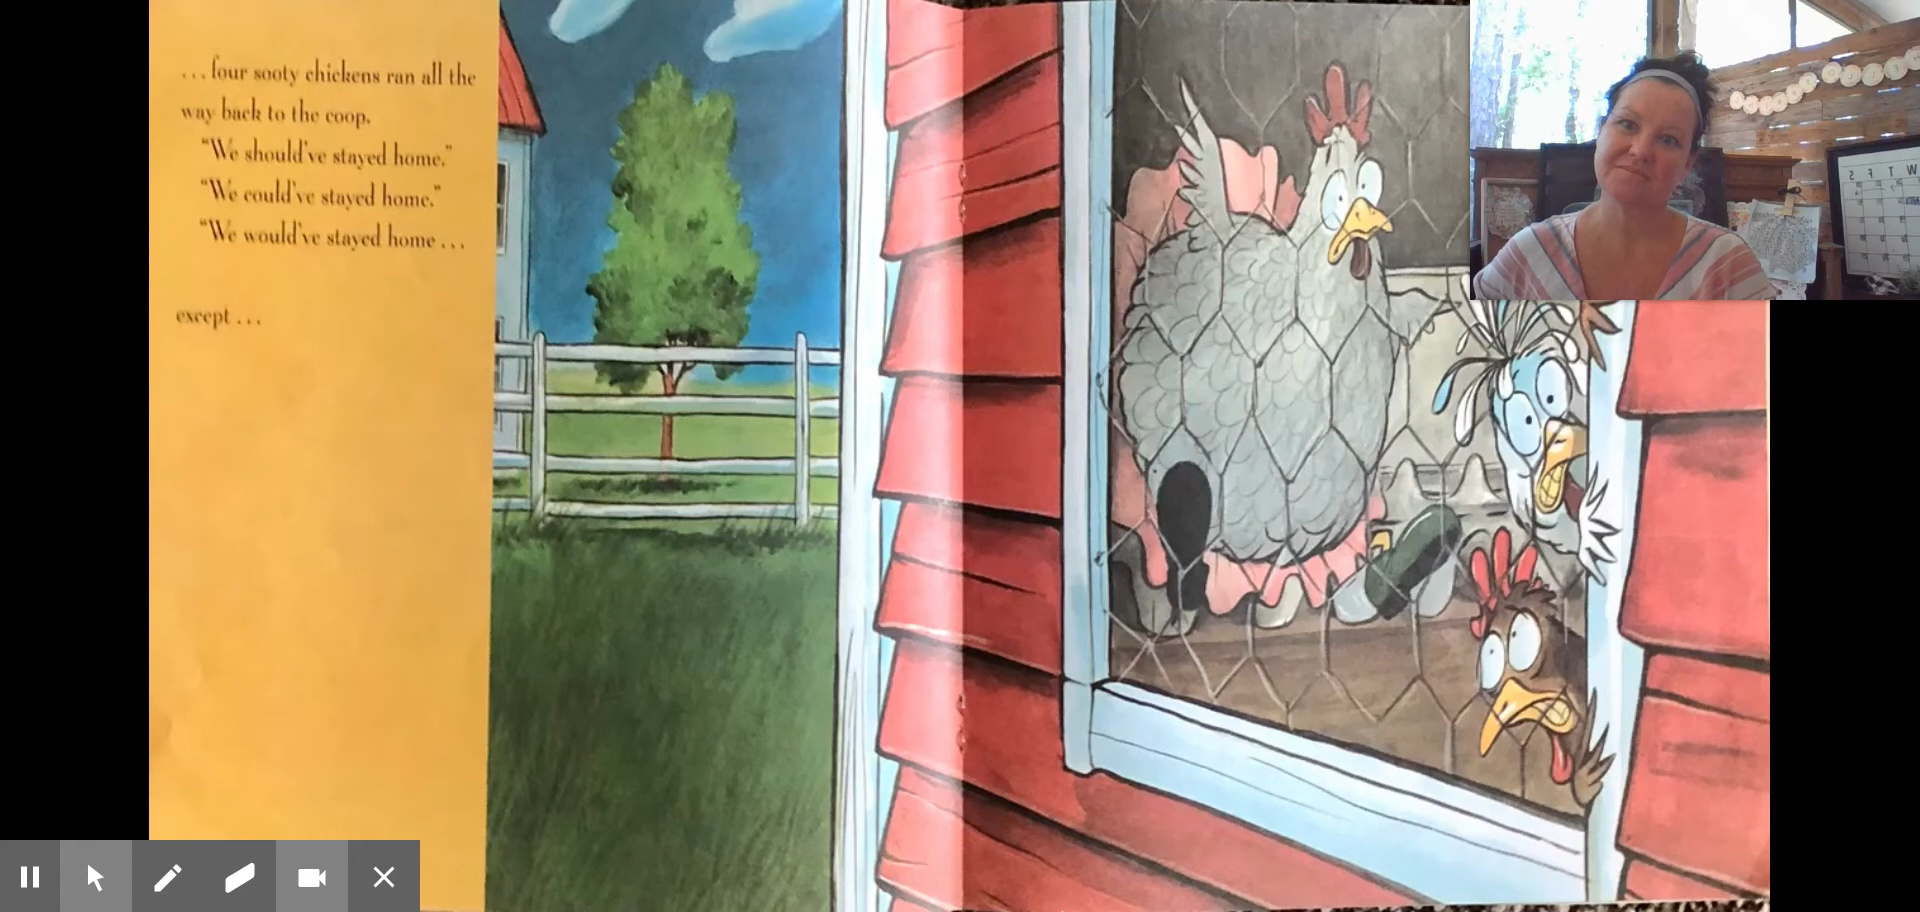 ...four sooty chickens ran all the
way back to the coop.
"We should've stayed home."
"We could've stayed home."
"We would've stayed home...
except...
S F T W